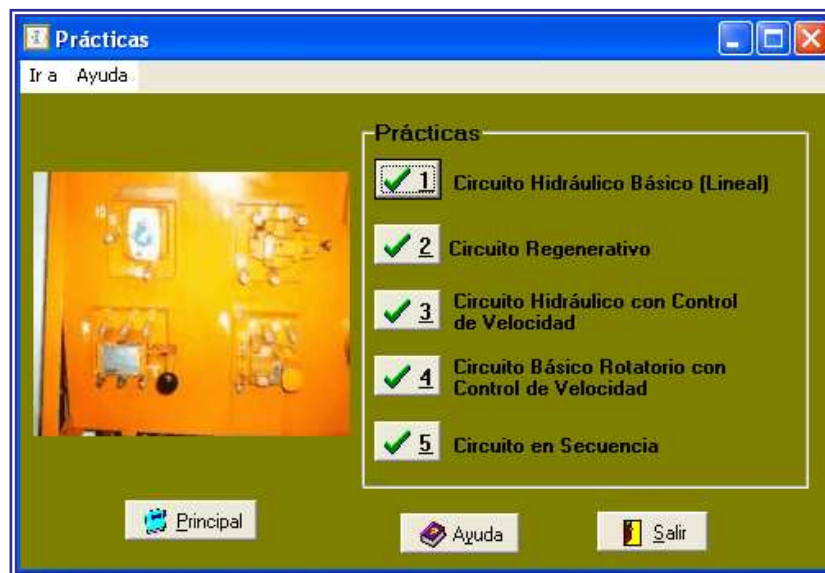 Prácticas
Ir a Ayuda
Prácticas
1 Circuito Hidráulico Básico (Lineal)
2 Circuito Regenerativo
3 Circuito Hidráulico con Control
de Velocidad
4 Circuito Básico Rotatorio con
Control de Velocidad
5 Circuito en Secuencia
Principal
Ayuda
Salir